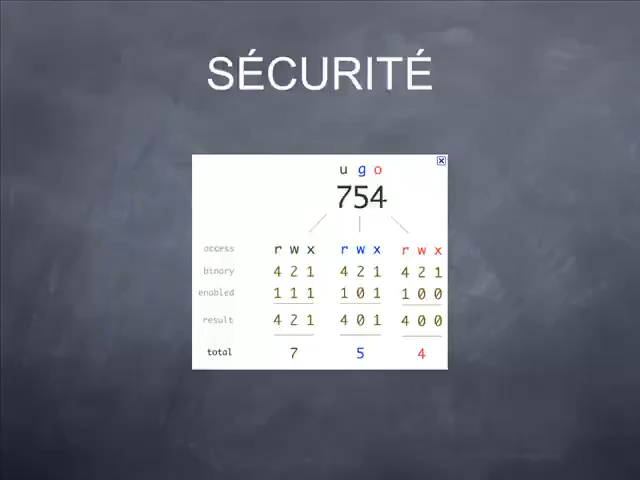 SÉCURITÉ
u g o
754
access r w x r w x r w x
binary 4 2 1 4 2 1 4 2 1
enabled 1 1 1 1 0 1 1 0 0
result 4 2 1 4 0 1 4 0 0
total 7 5 4